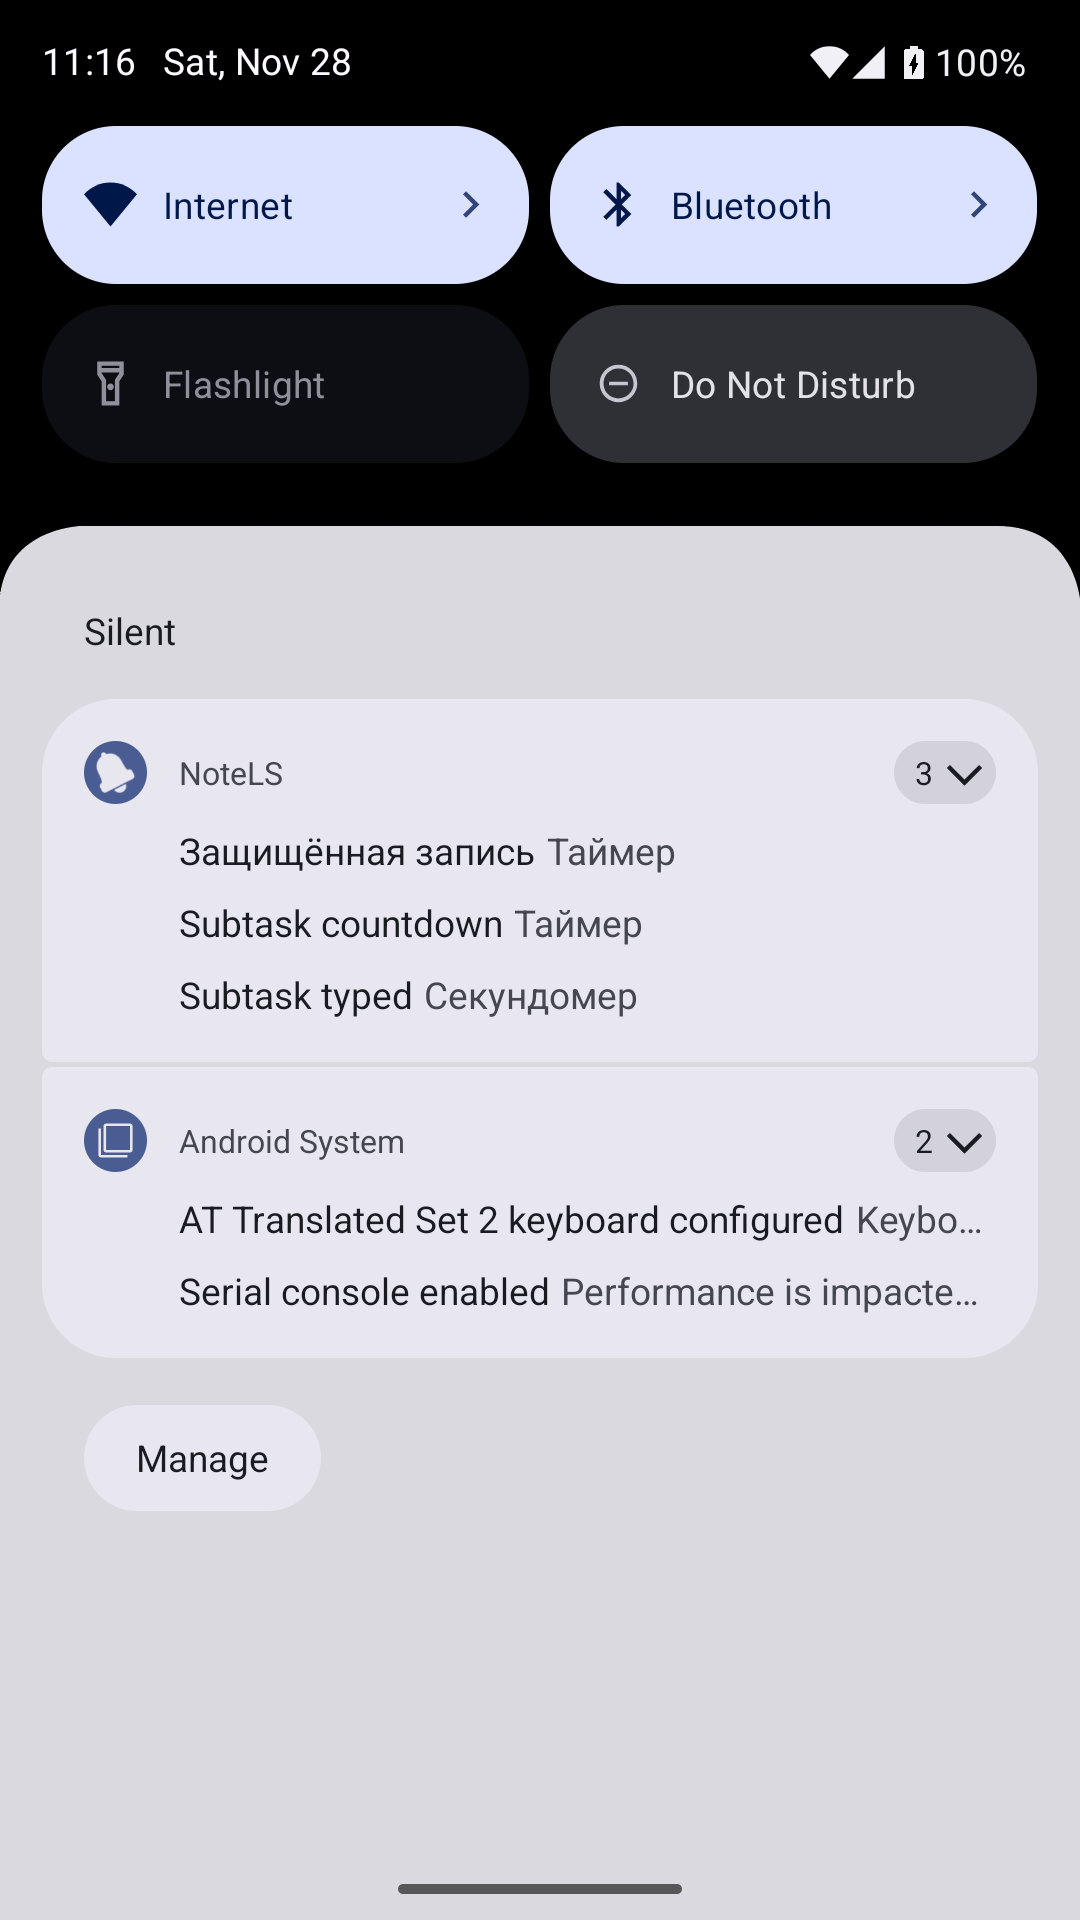 11:16 Sat, Nov 28 100%
Internet Bluetooth
Flashlight Do Not Disturb
Silent
NoteLS 3
Защищённая запись Таймер
Subtask countdown Таймер
Subtask typed Секундомер
Android System 2
AT Translated Set 2 keyboard configured Keybo…
Serial console enabled Performance is impacte…
Manage